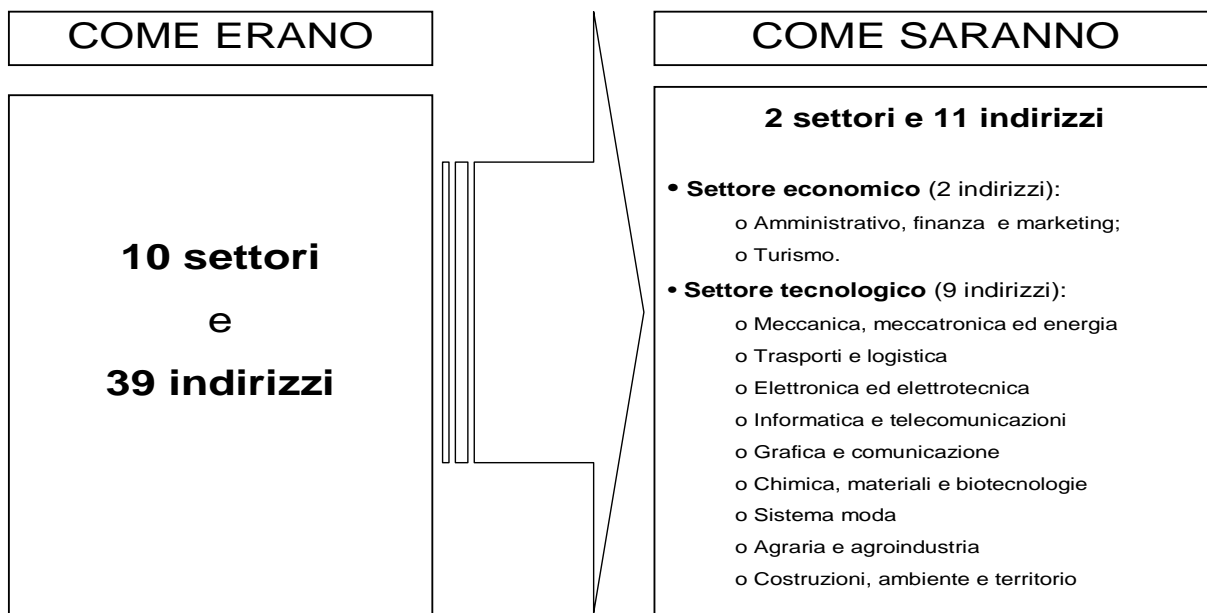 COME ERANO
10 settori
e
39 indirizzi
COME SARANNO
2 settori e 11 indirizzi
• Settore economico (2 indirizzi):
o Amministrativo, finanza e marketing;
o Turismo.
• Settore tecnologico (9 indirizzi):
o Meccanica, meccatronica ed energia
o Trasporti e logistica
o Elettronica ed elettrotecnica
o Informatica e telecomunicazioni
o Grafica e comunicazione
o Chimica, materiali e biotecnologie
o Sistema moda
o Agraria e agroindustria
o Costruzioni, ambiente e territorio